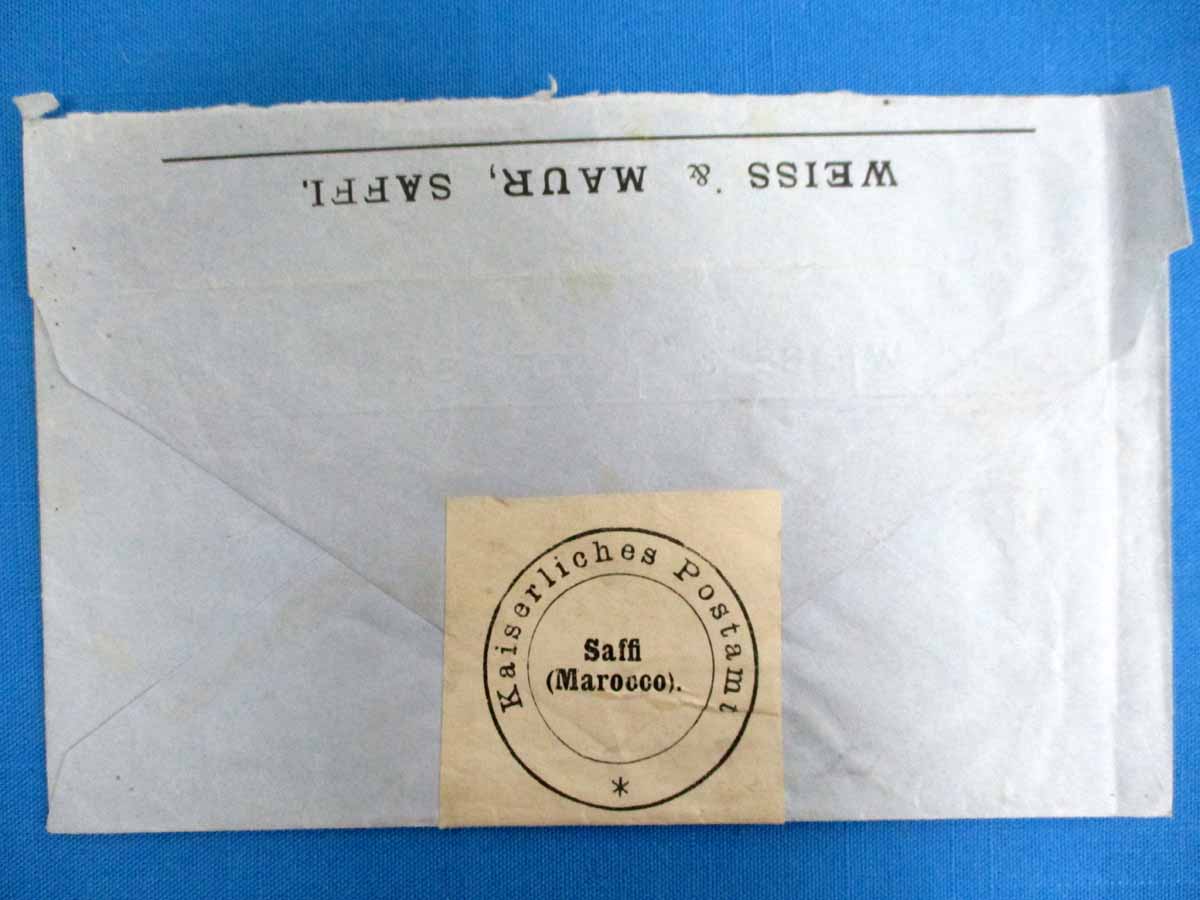 WEISS & MAUR, SAFFI.
Kaiserliches Postamt
Saffi
(Marocco).
*